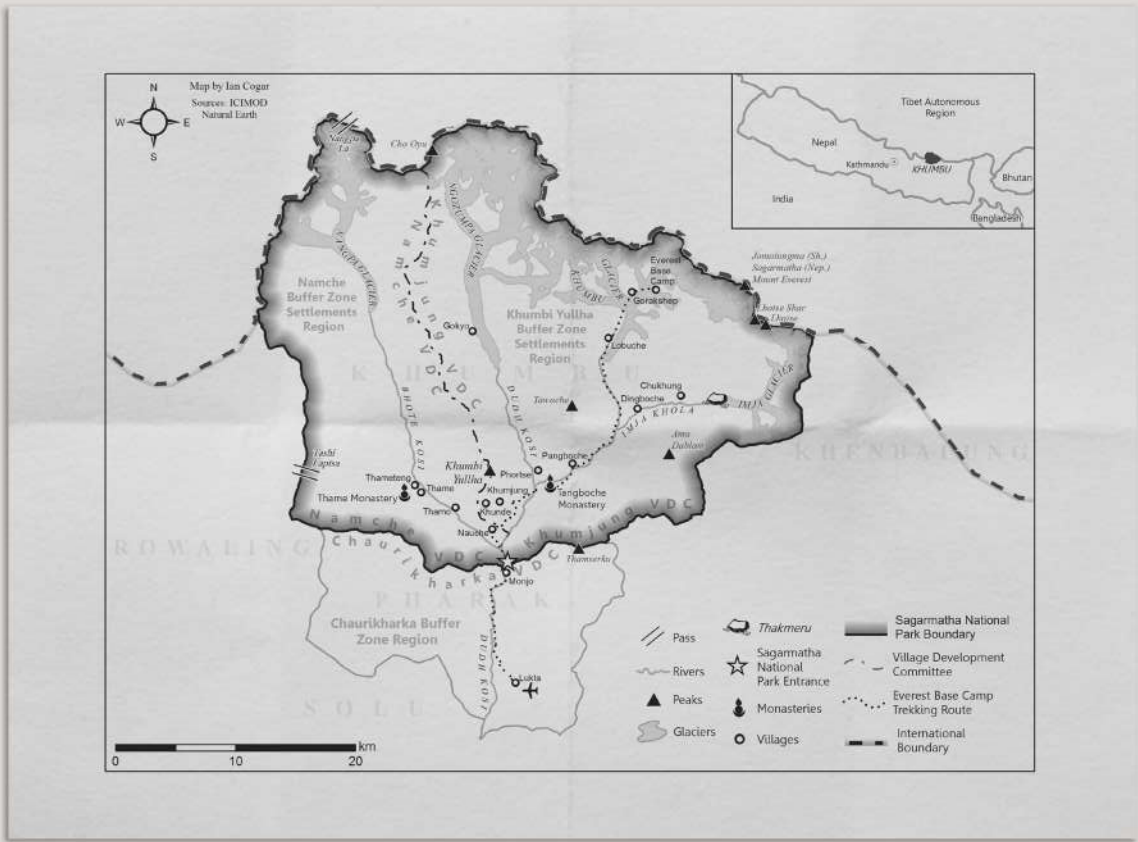 N
W
E
S
Map by Ian Cogar
Sources: ICIMOD
Natural Earth
Tibet Autonomous
Region
Nepal
Kathmandu
KHUMBU
Bhutan
India
Bangladesh
Nangpa
La
Cho Oyu
NGOZUMPA GLACIER
Khumjung VDC
Namche VDC
Namche
Buffer Zone
Settlements
Region
Khumbi Yullha
Buffer Zone
Settlements
Region
KHUMBU
GLACIER
Everest
Base
Camp
Gorakshep
Jomolungma (Sh.)
Sagarmatha (Nep.)
Mount Everest
Lhotse Shar
Gokyo
Lobuche
KHUMBU
Chukhung
Dingboche
IMJA GLACIER
IMJA KHOLA
Tawoche
DUDH KOSI
BHOTE KOSI
Ama
Dablam
KHENBALUNG
Tashi
Laptsa
Khumbi
Yullha
Phortse
Pangboche
Thameteng
Thame
Thame Monastery
Thamo
Khumjung
Khunde
Tangboche
Monastery
Nauche
Namche VDC
Khumjung VDC
Chaurikharka VDC
Thamserku
ROWALING
Monjo
PHARAK
Chaurikharka Buffer
Zone Region
DUDH KOSI
Lukla
SOLU
Pass
Rivers
Peaks
Glaciers
Thakmeru
Sagarmatha
National
Park Entrance
Monasteries
Villages
Sagarmatha National
Park Boundary
Village Development
Committee
Everest Base Camp
Trekking Route
International
Boundary
km
0
10
20